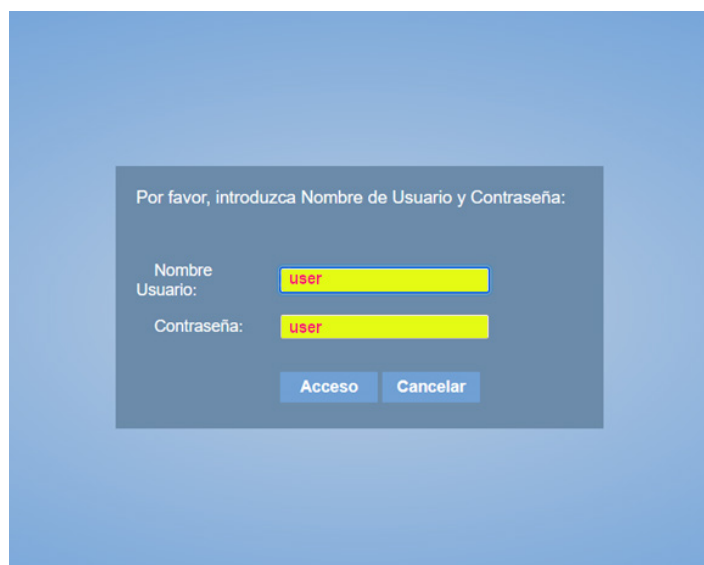 Por favor, introduzca Nombre de Usuario y Contraseña:
Nombre
Usuario:
user
Contraseña:
user
Acceso Cancelar